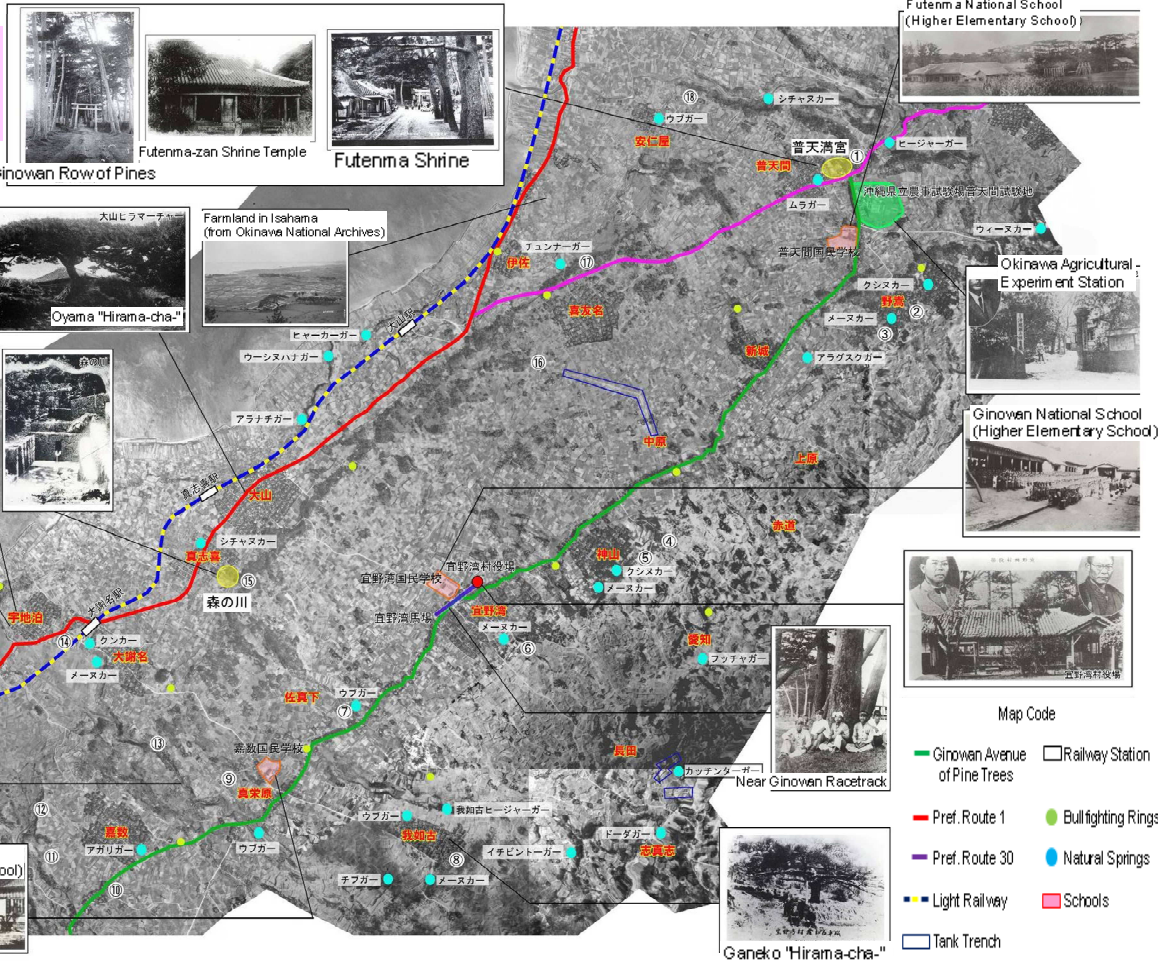 Ginowan Row of Pines
Futenma-zan Shrine Temple
Futenma Shrine
Futenma National School
(Higher Elementary School)
大山ヒラマーチャー
Oyama "Hirama-cha-"
Farmland in Isahama
(from Okinawa National Archives)
森の川
Okinawa Agricultural
Experiment Station
Ginowan National School
(Higher Elementary School)
宜野湾村役場
Near Ginowan Racetrack
Ganeko "Hirama-cha-"
ool)
⑱
シチャヌカー
ウブガー
安仁屋
普天満宮
①
ヒージャーガー
普天間
ムラガー
沖縄県立農事試験場普天間試験地
普天間国民学校
ウィーヌカー
チュンナーガー
⑰
伊佐
喜友名
クシヌカー
野嵩
②
メーヌカー
③
大山駅
ヒャーカーガー
ウーシヌハナガー
新城
アラグスクガー
⑯
アラナチガー
中原
上原
真志喜駅
大山
赤道
シチャヌカー
真志喜
⑮
森の川
神山
④
⑤
クシメカー
メーヌカー
宜野湾国民学校
宜野湾村役場
宜野湾馬場
宜野湾
メーヌカー
⑥
宇地泊
大謝名駅
⑭
クンカー
メーヌカー
大謝名
愛知
フッチャガー
佐真下
ウブガー
⑦
⑬
嘉数国民学校
⑨
真栄原
長田
カッチンターガー
⑫
ウブガー
我如古ヒージャーガー
我如古
嘉数
アガリガー
ウブガー
⑪
ドーダガー
志真志
イチビントーガー
⑧
チブガー
メーヌカー
⑩
Map Code
Ginowan Avenue
of Pine Trees
Railway Station
Pref. Route 1
Bullfighting Rings
Pref. Route 30
Natural Springs
Light Railway
Schools
Tank Trench